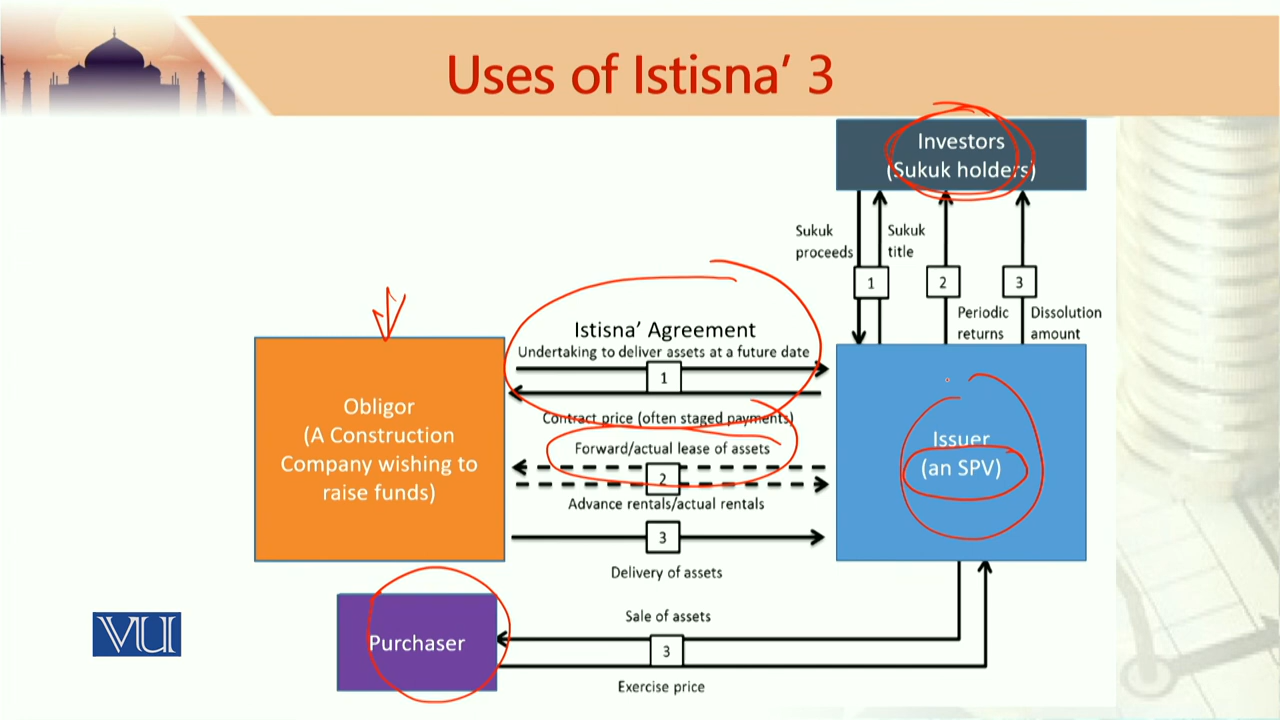 Uses of Istisna’ 3
Investors
(Sukuk holders)
Sukuk
proceeds
Sukuk
title
1
2
3
Periodic
returns
Dissolution
amount
Istisna’ Agreement
Undertaking to deliver assets at a future date
1
Contract price (often staged payments)
Forward/actual lease of assets
2
Advance rentals/actual rentals
3
Delivery of assets
Obligor
(A Construction
Company wishing to
raise funds)
Issuer
(an SPV)
Purchaser
Sale of assets
3
Exercise price
VU